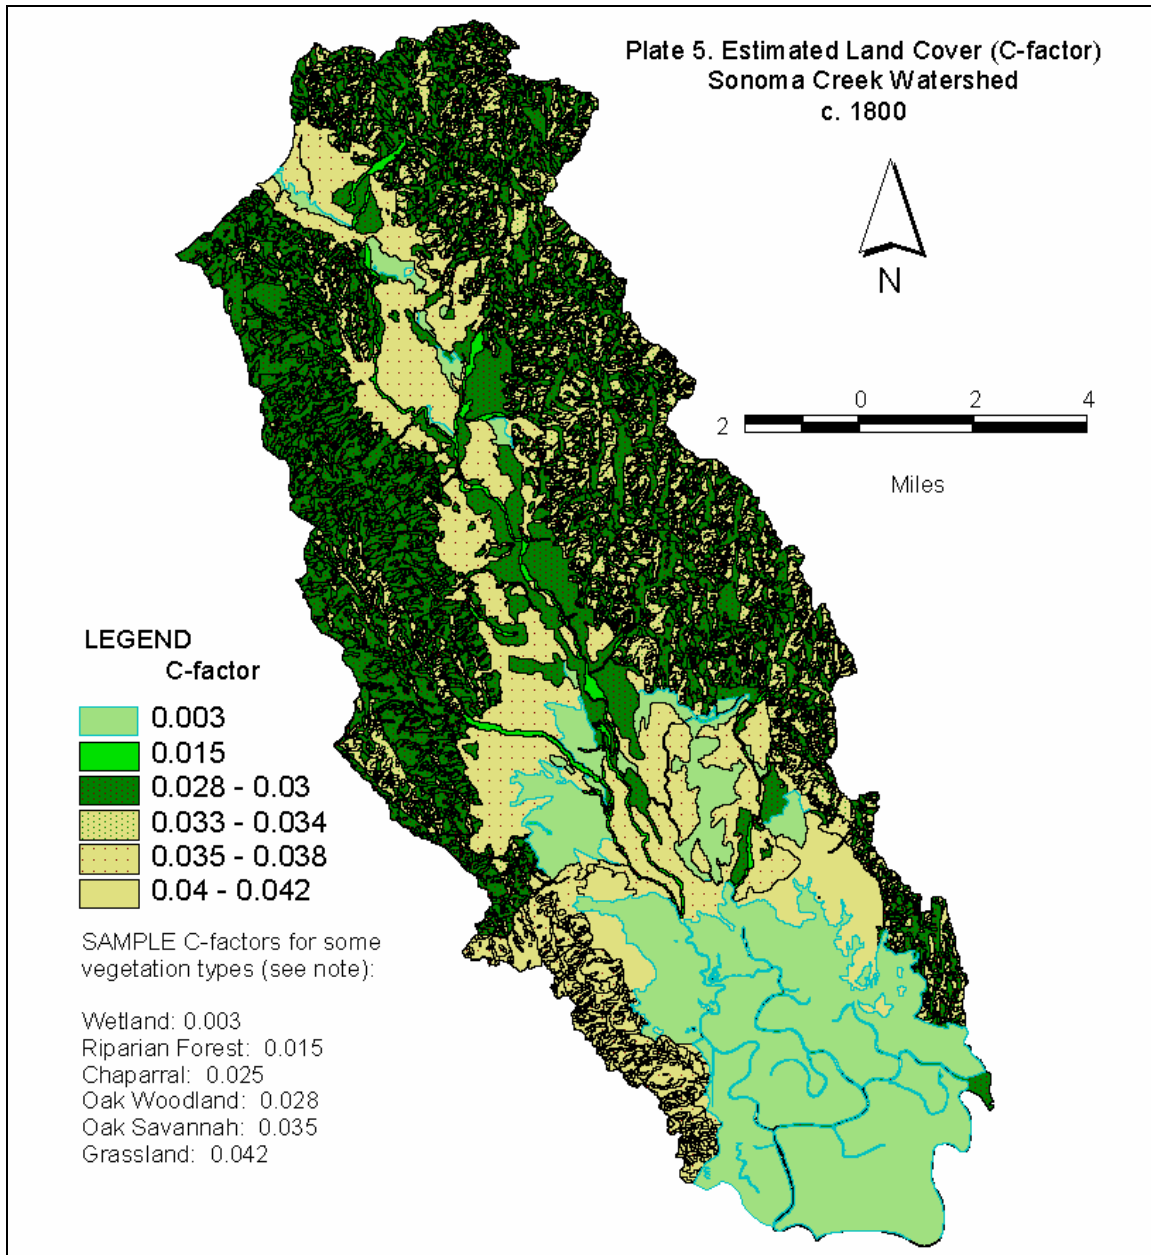 Plate 5. Estimated Land Cover (C-factor)
Sonoma Creek Watershed
c. 1800
N
2 0 2 4
Miles
LEGEND
C-factor
0.003
0.015
0.028 - 0.03
0.033 - 0.034
0.035 - 0.038
0.04 - 0.042
SAMPLE C-factors for some
vegetation types (see note):
Wetland: 0.003
Riparian Forest: 0.015
Chaparral: 0.025
Oak Woodland: 0.028
Oak Savannah: 0.035
Grassland: 0.042